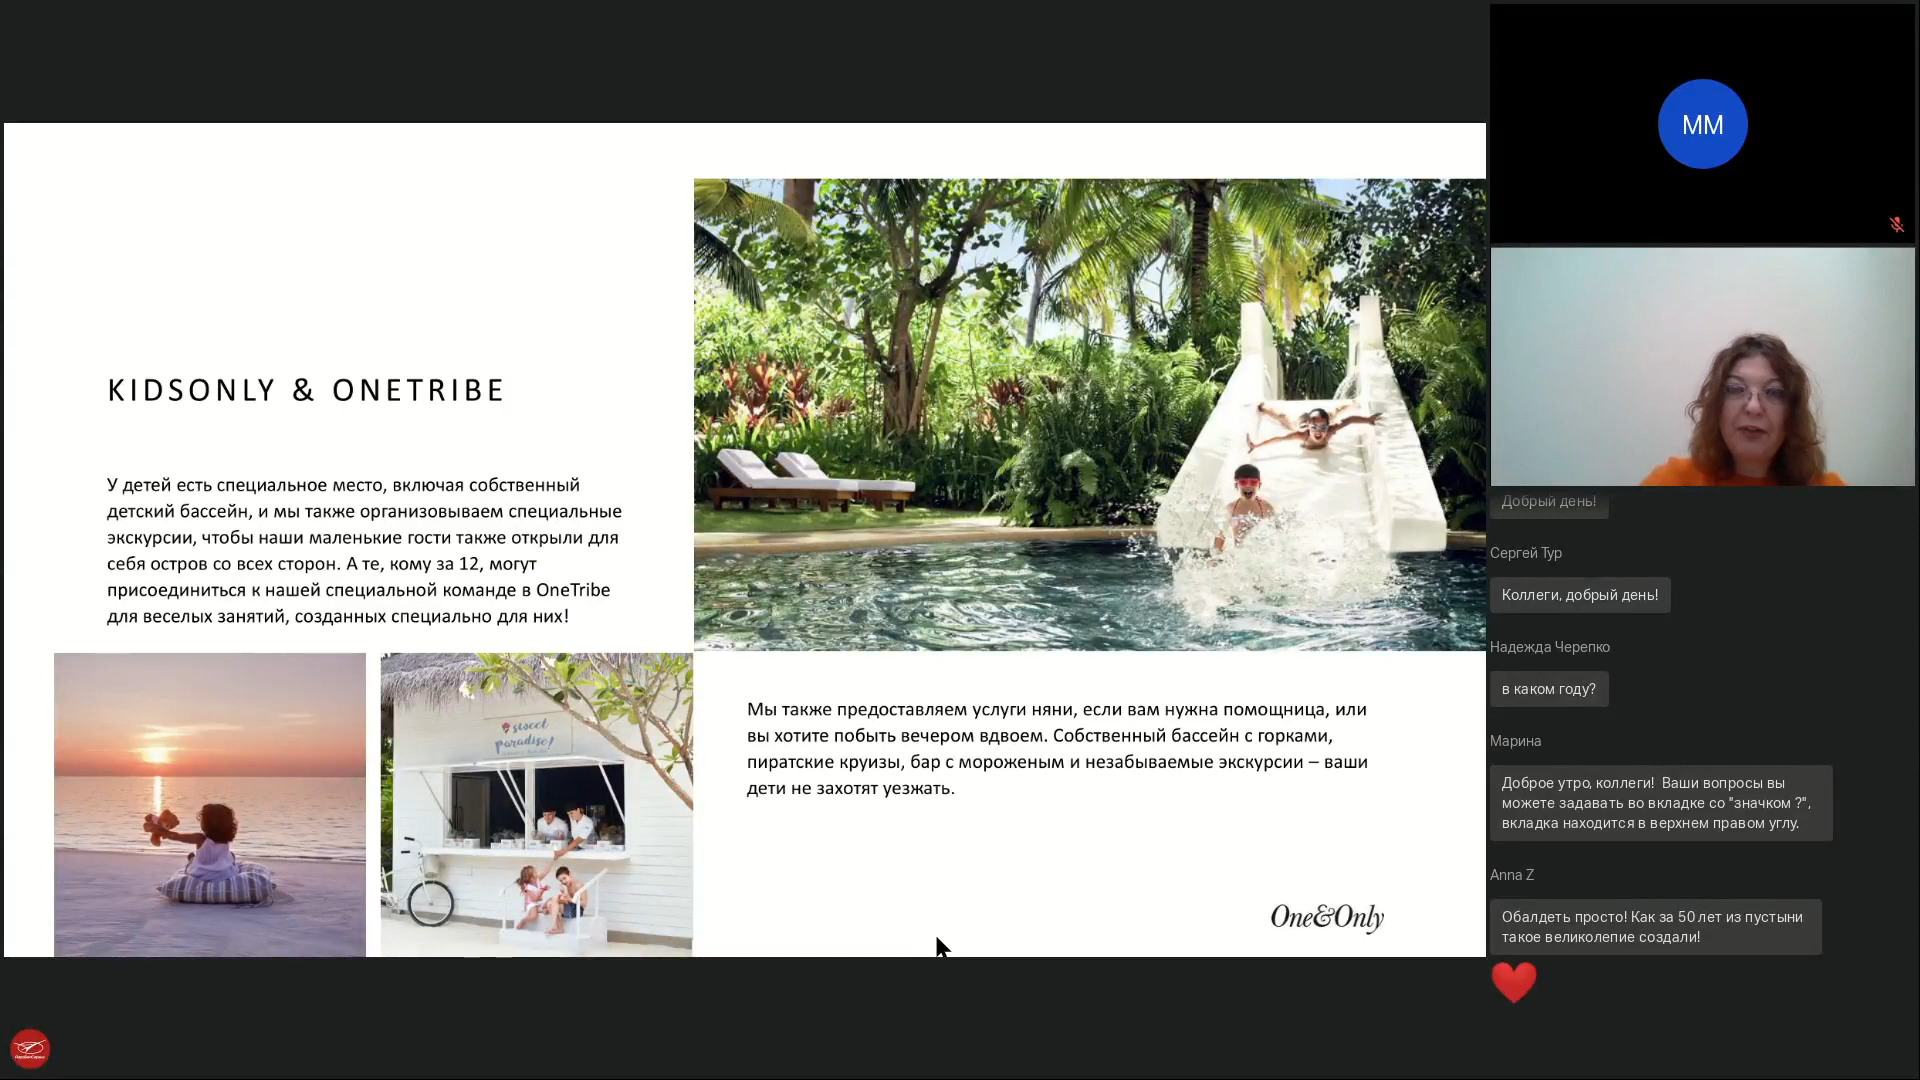 KIDSONLY & ONETRIBE
У детей есть специальное место, включая собственный
детский бассейн, и мы также организовываем специальные
экскурсии, чтобы наши маленькие гости также открыли для
себя остров со всех сторон. А те, кому за 12, могут
присоединиться к нашей специальной команде в OneTribe
для веселых занятий, созданных специально для них!
sweet
paradise!
Мы также предоставляем услуги няни, если вам нужна помощница, или
вы хотите побыть вечером вдвоем. Собственный бассейн с горками,
пиратские круизы, бар с мороженым и незабываемые экскурсии – ваши
дети не захотят уезжать.
One&Only
MM
Добрый день!
Сергей Тур
Коллеги, добрый день!
Надежда Черепко
в каком году?
Марина
Доброе утро, коллеги!  Ваши вопросы вы
можете задавать во вкладке со "значком ?",
вкладка находится в верхнем правом углу.
Anna Z
Обалдеть просто! Как за 50 лет из пустыни
такое великолепие создали!